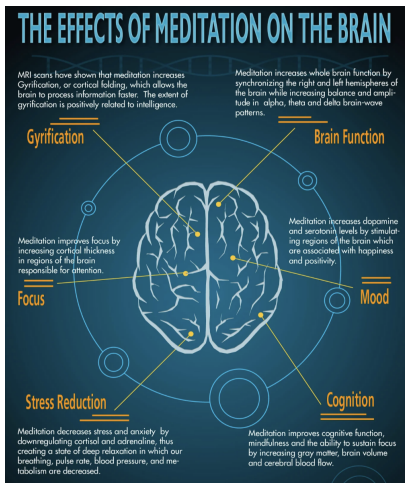 THE EFFECTS OF MEDITATION ON THE BRAIN
MRI scans have shown that meditation increases
Gyrification, or cortical folding, which allows the
brain to process information faster. The extent of
gyrification is positively related to intelligence.
Gyrification
Meditation increases whole brain function by
synchronizing the right and left hemispheres of
the brain while increasing balance and ampli-
tude in alpha, theta and delta brain-wave
patterns.
Brain Function
Meditation improves focus by
increasing cortical thickness
in regions of the brain
responsible for attention.
Focus
Meditation increases dopamine
and serotonin levels by stimulat-
ing regions of the brain which
are associated with happiness
and positivity.
Mood
Stress Reduction
Meditation decreases stress and anxiety by
downregulating cortisol and adrenaline, thus
creating a state of deep relaxation in which our
breathing, pulse rate, blood pressure, and me-
tabolism are decreased.
Cognition
Meditation improves cognitive function,
mindfulness and the ability to sustain focus
by increasing gray matter, brain volume
and cerebral blood flow.